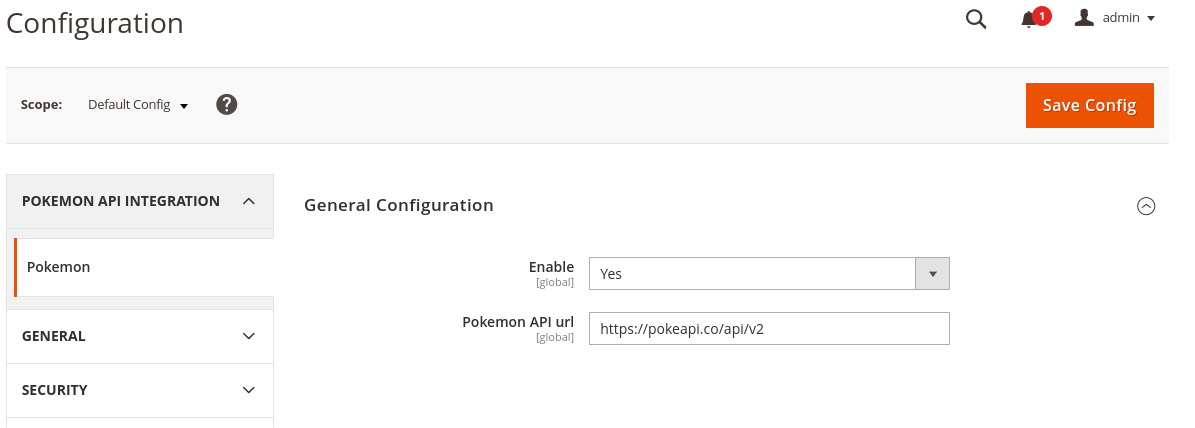 Configuration
1
admin
Scope:
Default Config
?
Save Config
POKEMON API INTEGRATION
Pokemon
GENERAL
SECURITY
General Configuration
Enable
[global]
Yes
Pokemon API url
[global]
https://pokeapi.co/api/v2